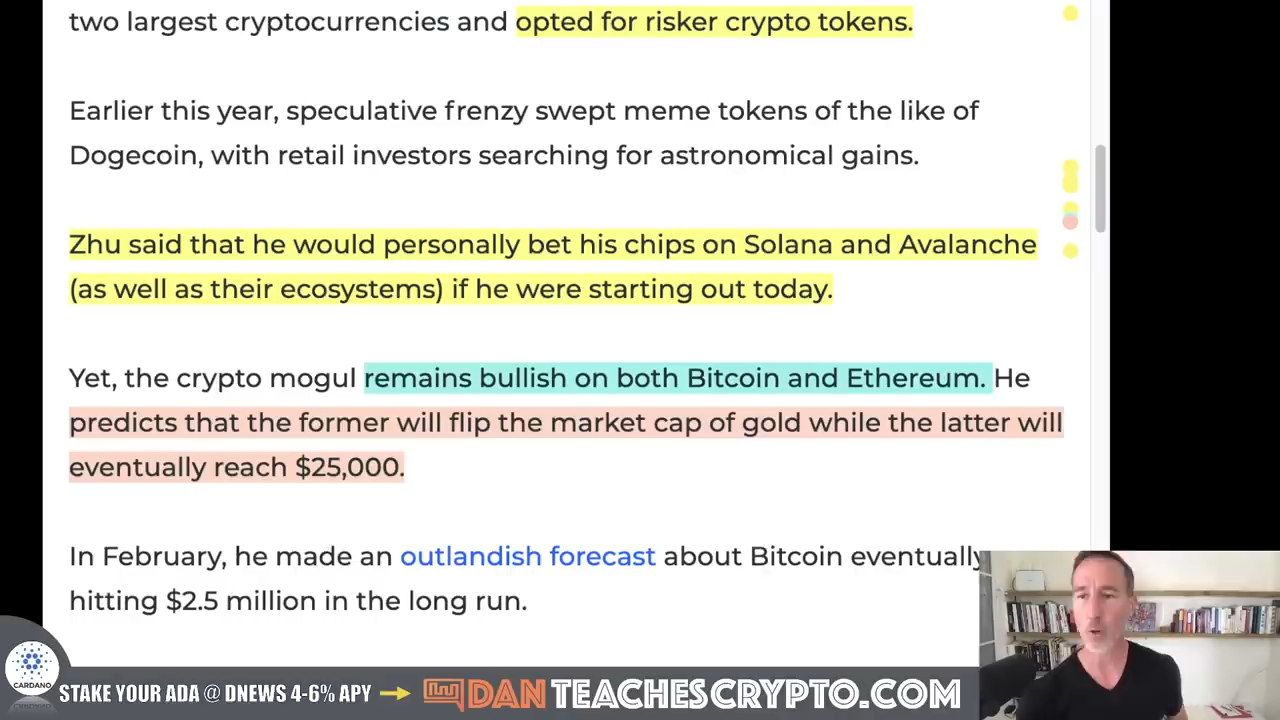 two largest cryptocurrencies and opted for risker crypto tokens.
Earlier this year, speculative frenzy swept meme tokens of the like of
Dogecoin, with retail investors searching for astronomical gains.
Zhu said that he would personally bet his chips on Solana and Avalanche
(as well as their ecosystems) if he were starting out today.
Yet, the crypto mogul remains bullish on both Bitcoin and Ethereum. He
predicts that the former will flip the market cap of gold while the latter will
eventually reach $25,000.
In February, he made an outlandish forecast about Bitcoin eventually
hitting $2.5 million in the long run.
CARDANO
STAKE YOUR ADA @ DNEWS 4-6% APY
DANTEACHESCRYPTO.COM